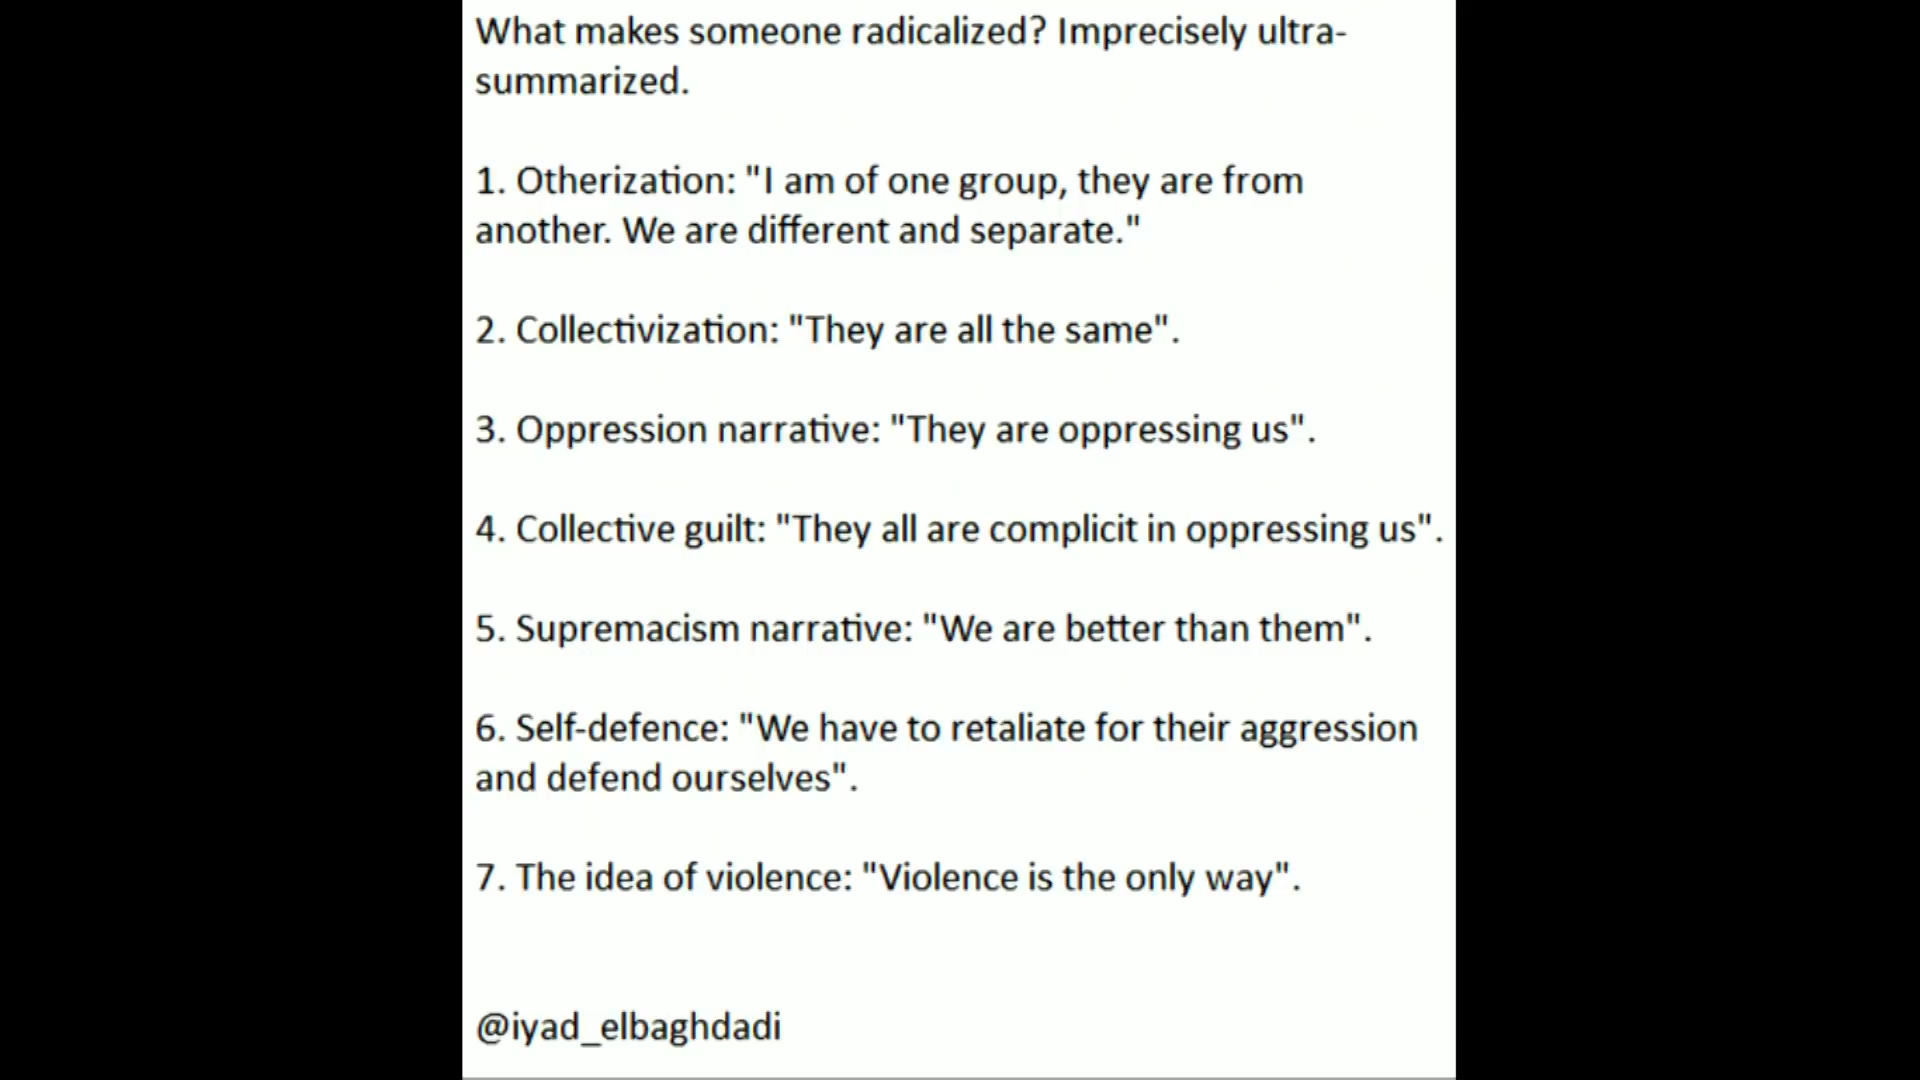 What makes someone radicalized? Imprecisely ultra-
summarized.
1. Otherization: "I am of one group, they are from
another. We are different and separate."
2. Collectivization: "They are all the same".
3. Oppression narrative: "They are oppressing us".
4. Collective guilt: "They all are complicit in oppressing us".
5. Supremacism narrative: "We are better than them".
6. Self-defence: "We have to retaliate for their aggression
and defend ourselves".
7. The idea of violence: "Violence is the only way".
@iyad_elbaghdadi